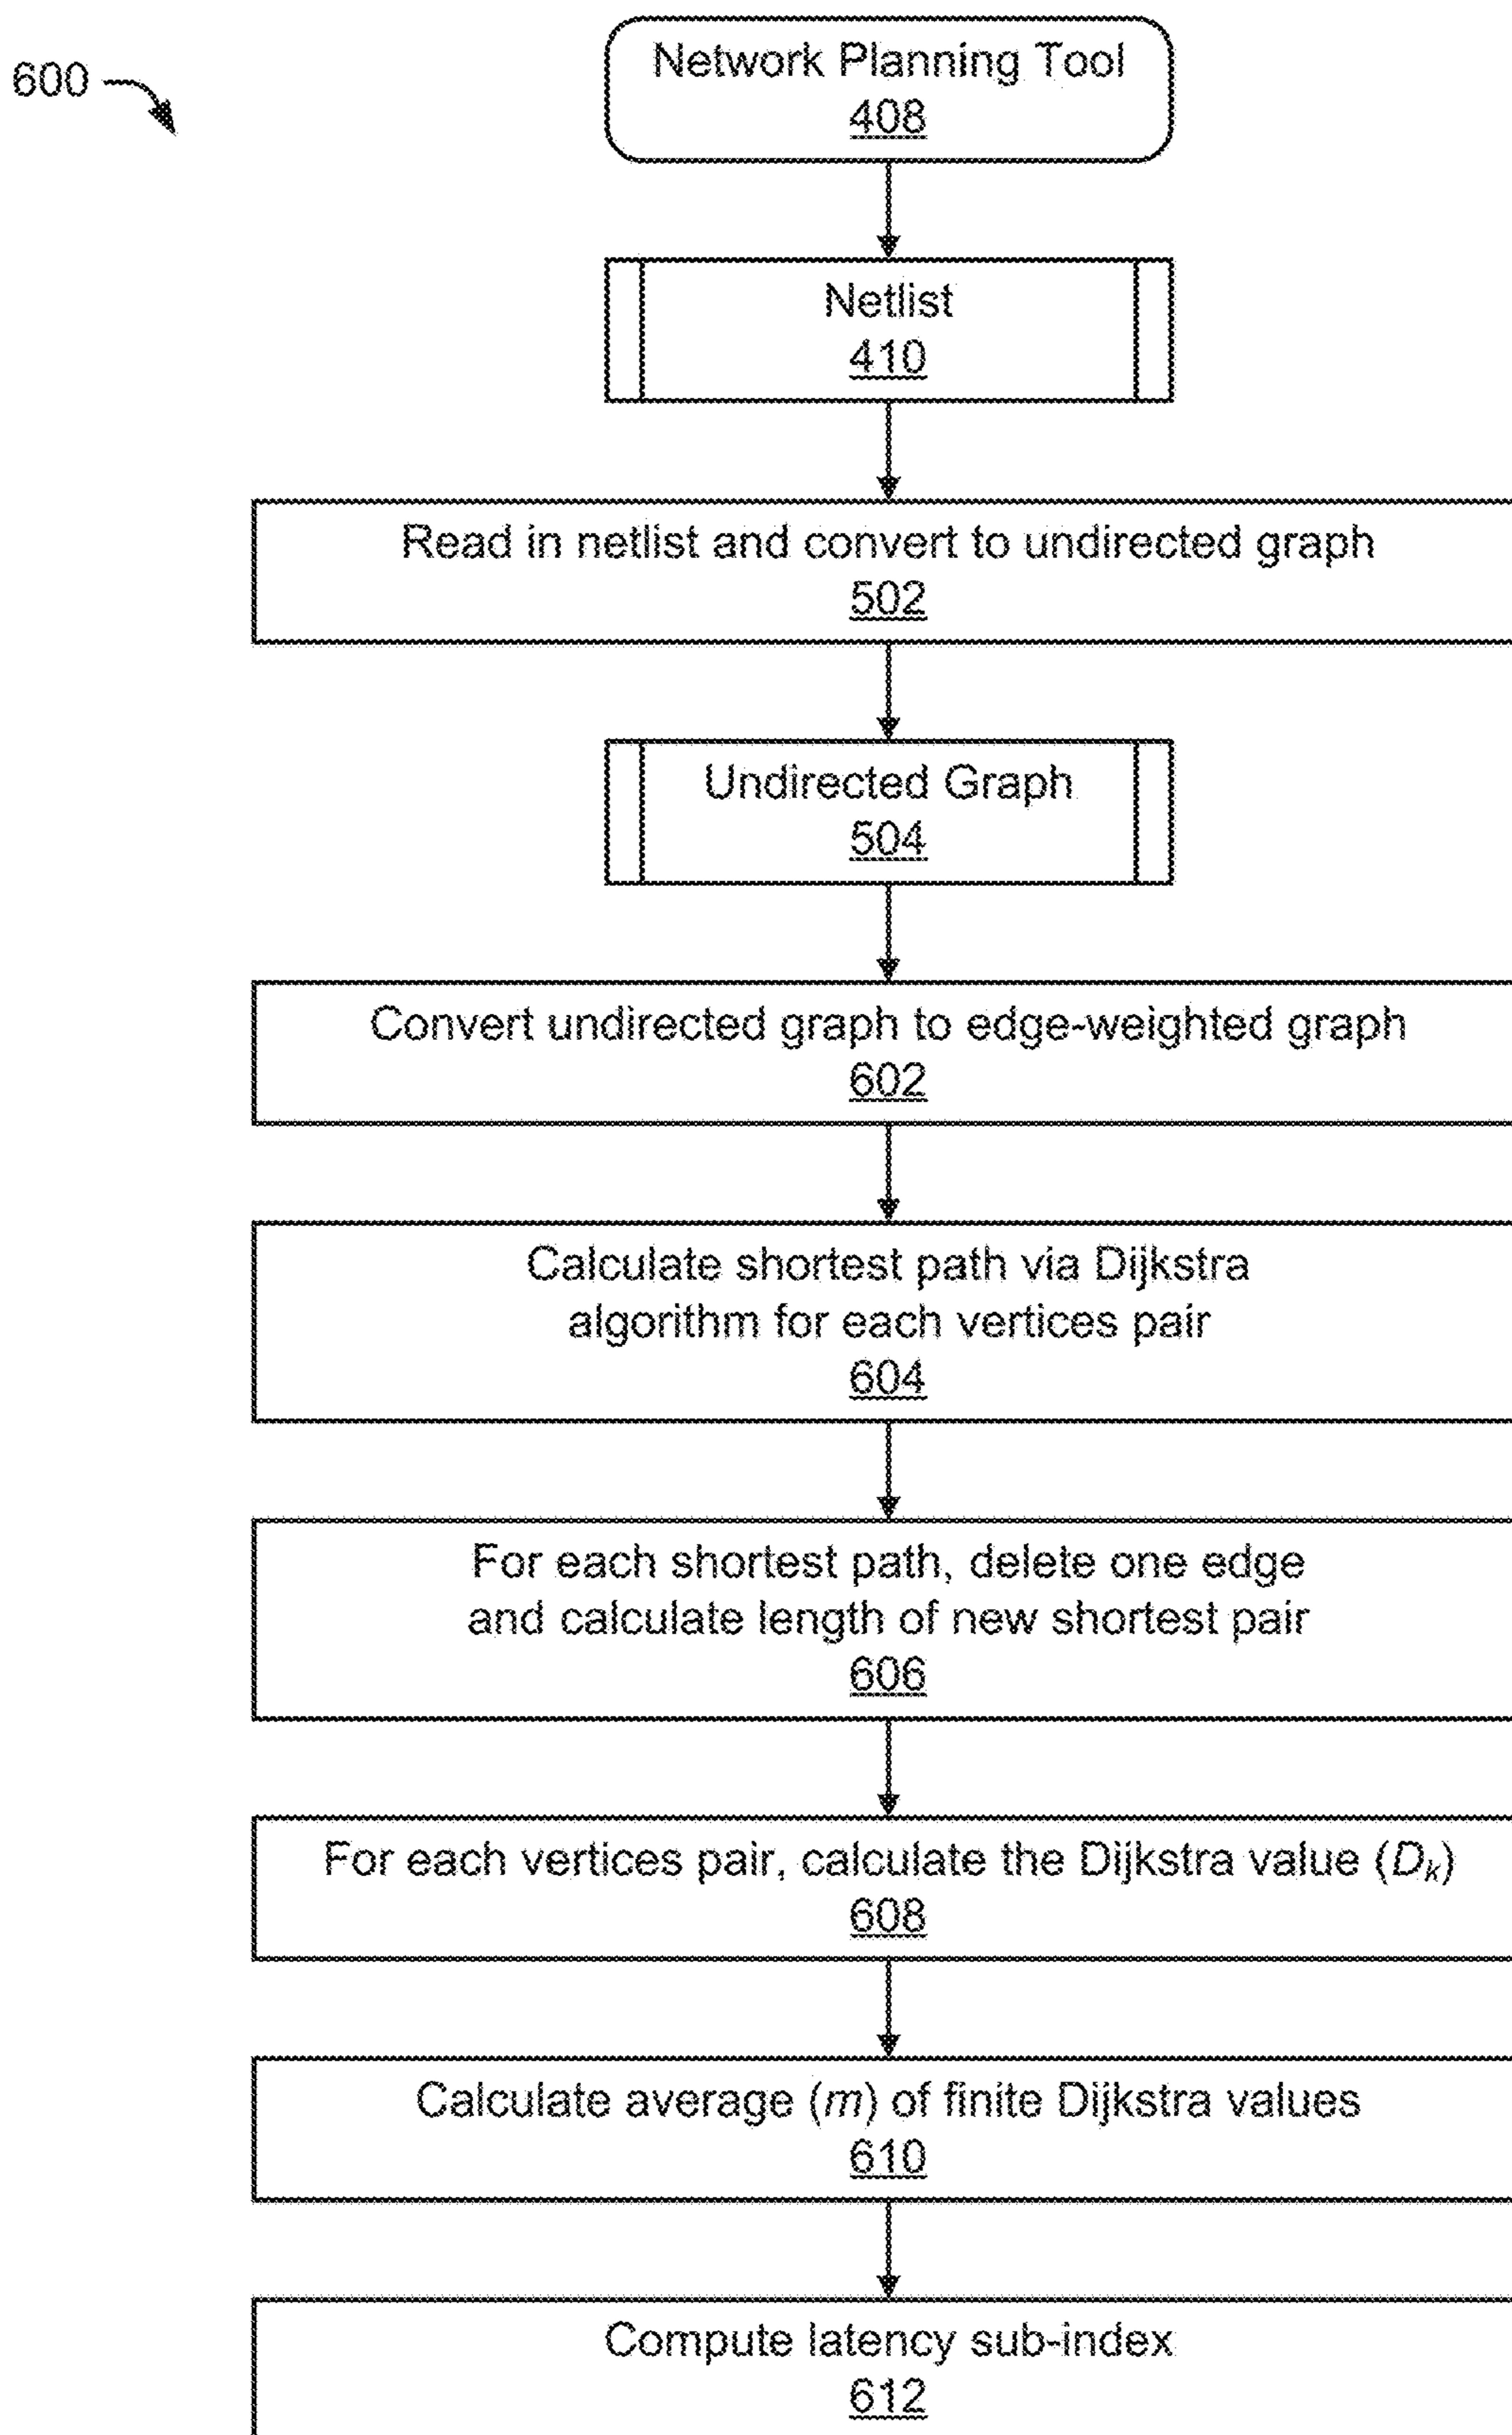 600
Network Planning Tool
408
Netlist
410
Read in netlist and convert to undirected graph
502
Undirected Graph
504
Convert undirected graph to edge-weighted graph
602
Calculate shortest path via Dijkstra
algorithm for each vertices pair
604
For each shortest path, delete one edge
and calculate length of new shortest pair
606
For each vertices pair, calculate the Dijkstra value (Dₖ)
608
Calculate average (m) of finite Dijkstra values
610
Compute latency sub-index
612